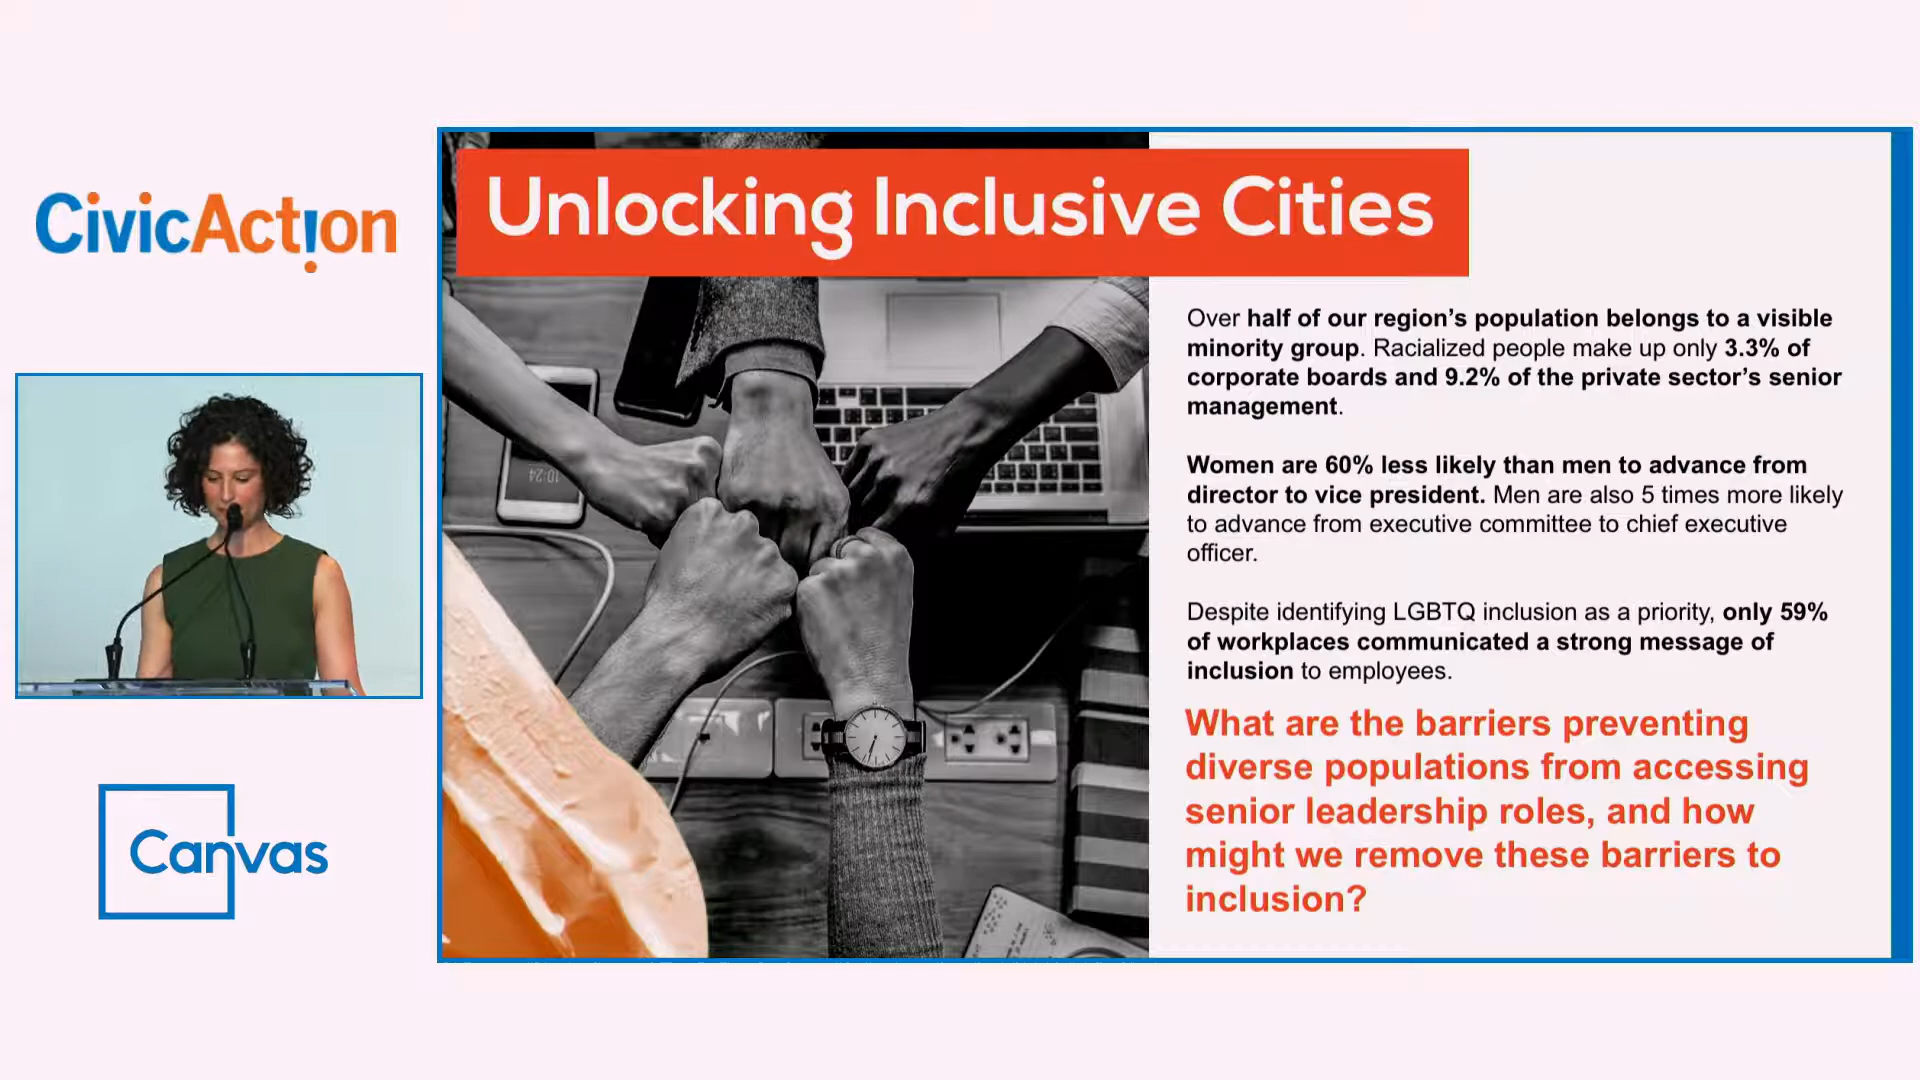 CivicAction
Canvas
Unlocking Inclusive Cities
Over half of our region's population belongs to a visible
minority group. Racialized people make up only 3.3% of
corporate boards and 9.2% of the private sector's senior
management.
Women are 60% less likely than men to advance from
director to vice president. Men are also 5 times more likely
to advance from executive committee to chief executive
officer.
Despite identifying LGBTQ inclusion as a priority, only 59%
of workplaces communicated a strong message of
inclusion to employees.
What are the barriers preventing
diverse populations from accessing
senior leadership roles, and how
might we remove these barriers to
inclusion?
10:24